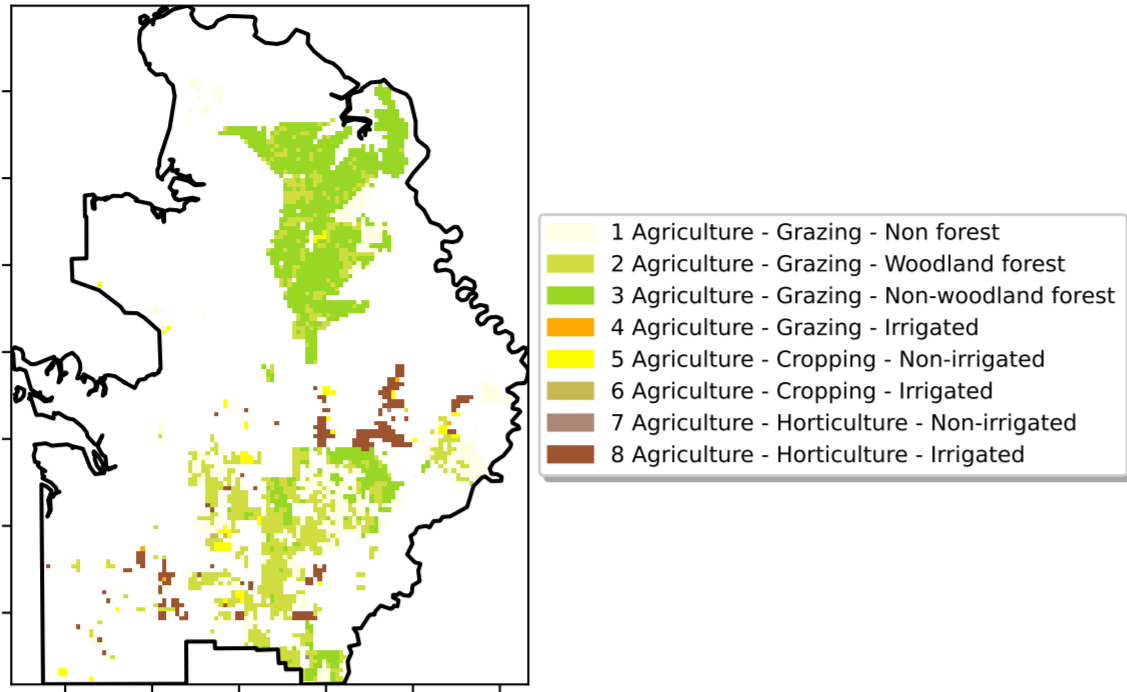 1 Agriculture - Grazing - Non forest
2 Agriculture - Grazing - Woodland forest
3 Agriculture - Grazing - Non-woodland forest
4 Agriculture - Grazing - Irrigated
5 Agriculture - Cropping - Non-irrigated
6 Agriculture - Cropping - Irrigated
7 Agriculture - Horticulture - Non-irrigated
8 Agriculture - Horticulture - Irrigated